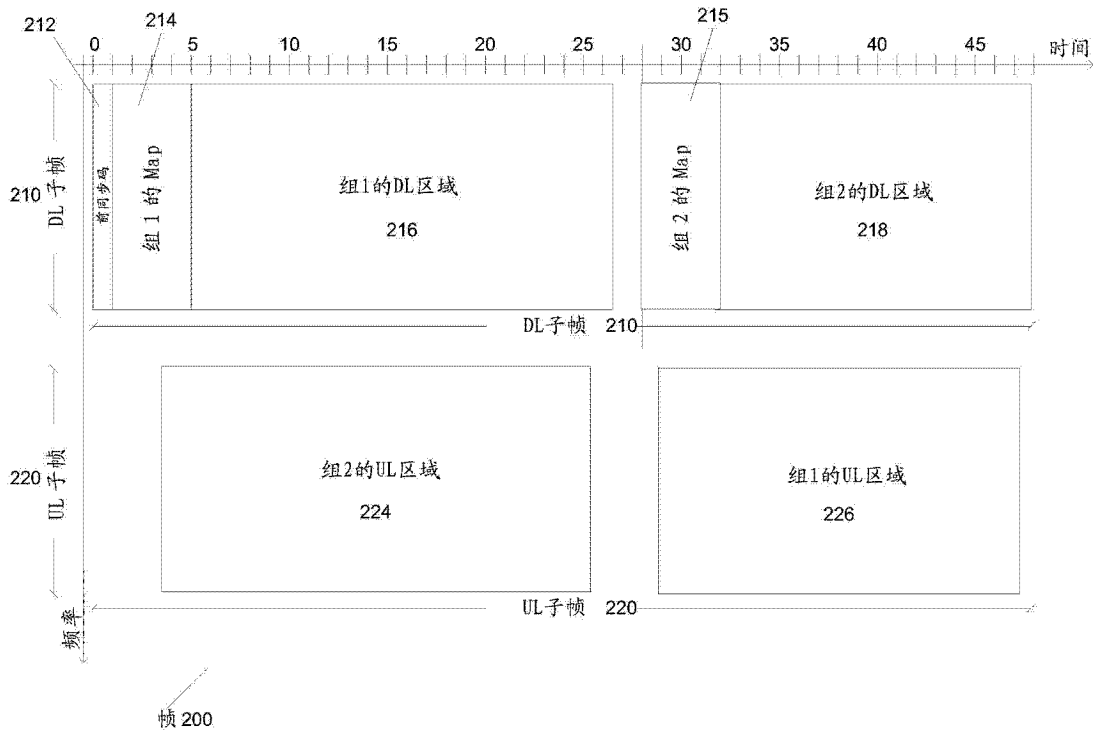 212
214
215
0 5 10 15 20 25 30 35 40 45
时间
210
DL 子帧
前同步码
组 1 的 Map
组1的DL区域
216
组 2 的 Map
组2的DL区域
218
DL子帧 210
220
UL 子帧
组2的UL区域
224
组1的UL区域
226
UL子帧 220
频率
帧 200